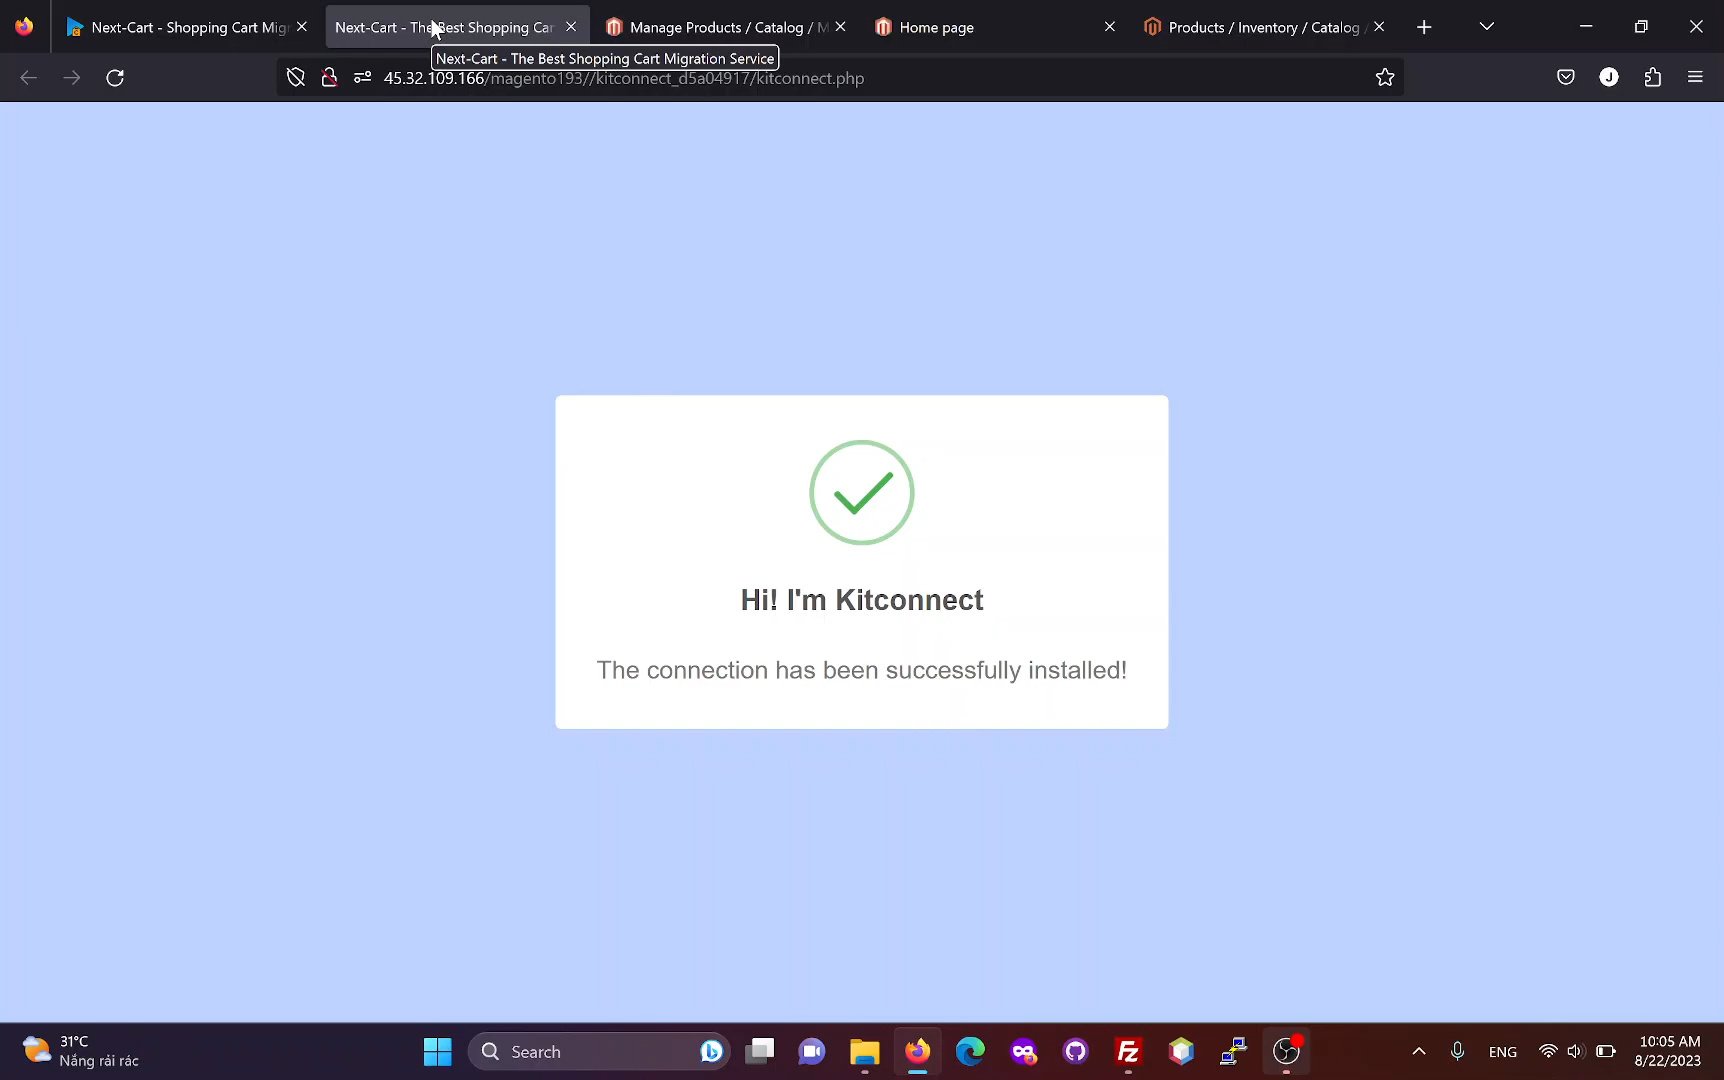 Next-Cart - Shopping Cart Mig
Next-Cart - The Best Shopping Car
Manage Products / Catalog / M
Home page
Products / Inventory / Catalog /
Next-Cart - The Best Shopping Cart Migration Service
45.32.109.166/magento193//kitconnect_d5a04917/kitconnect.php
J
Hi! I'm Kitconnect
The connection has been successfully installed!
31°C
Nắng rải rác
Search
ENG
10:05 AM
8/22/2023